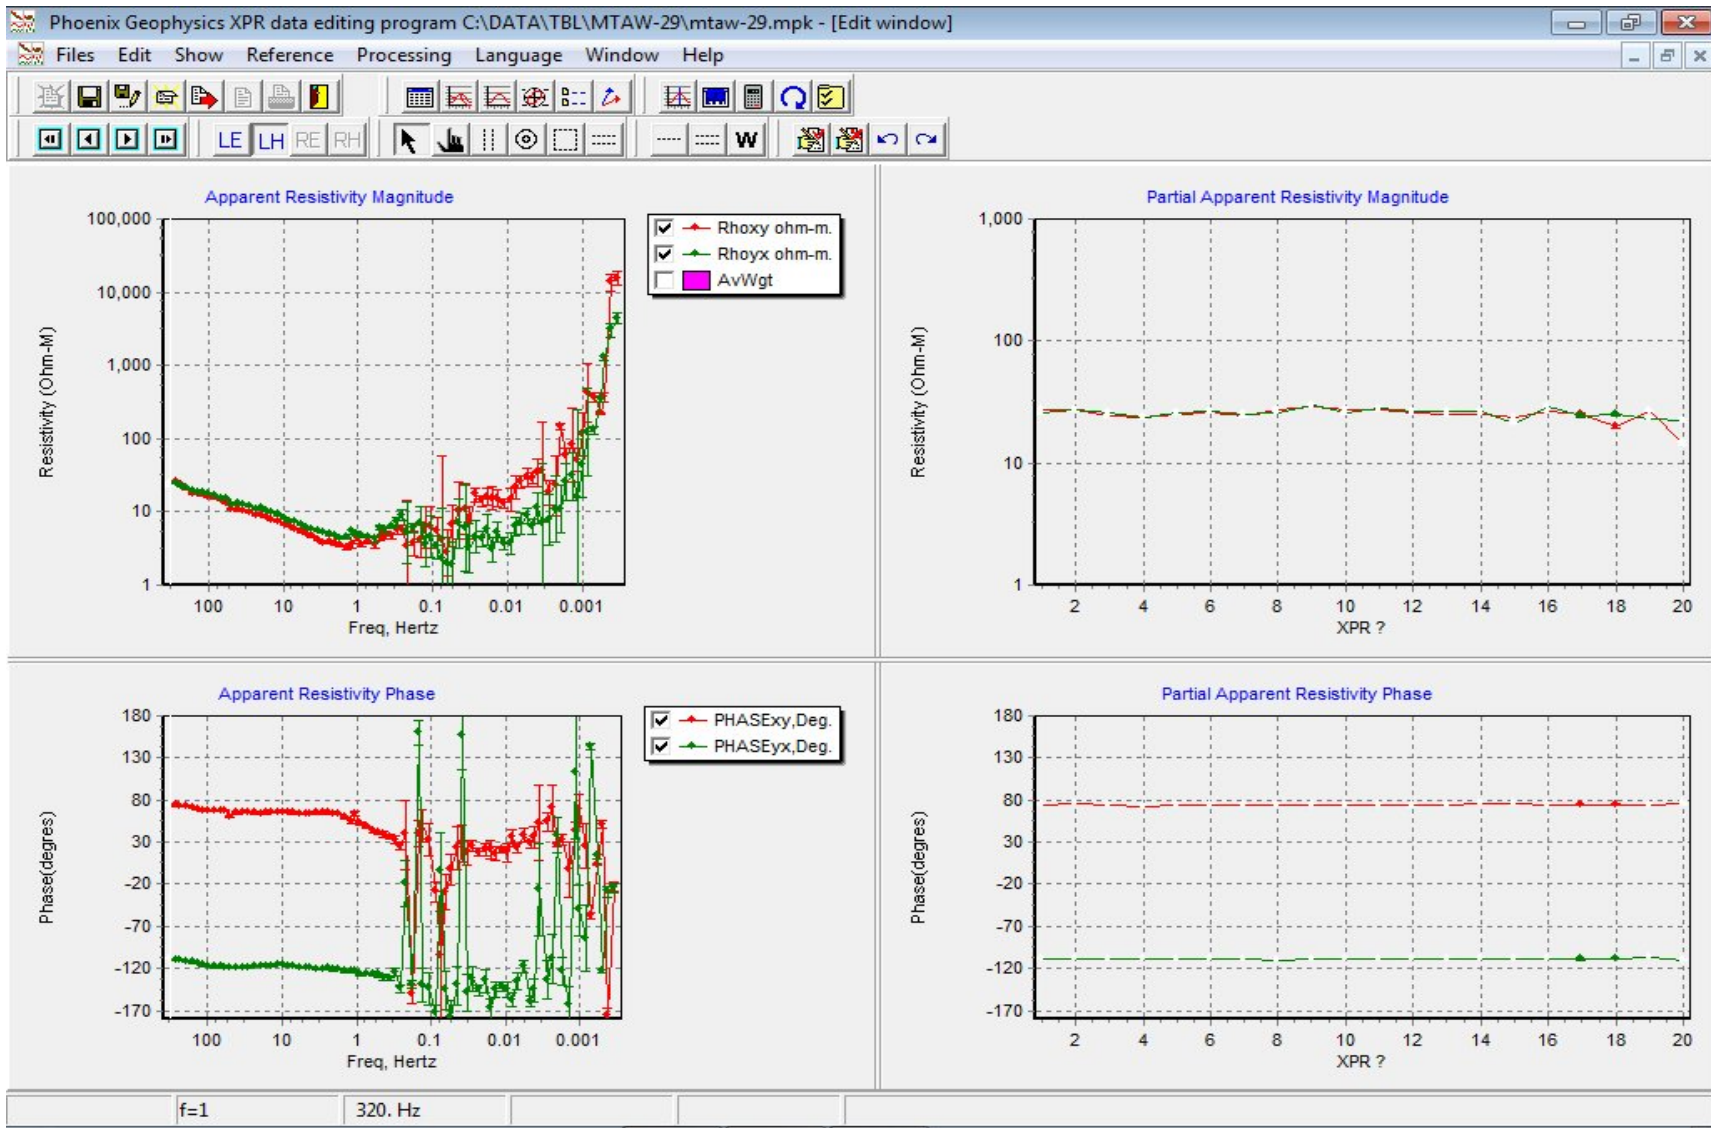 Phoenix Geophysics XPR data editing program C:\DATA\TBL\MTAW-29\mtaw-29.mpk - [Edit window]
Files Edit Show Reference Processing Language Window Help
LE LH RE RH W
Apparent Resistivity Magnitude
100,000
10,000
1,000
100
10
1
Resistivity (Ohm-M)
100 10 1 0.1 0.01 0.001
Freq, Hertz
Rhoxy ohm-m.
Rhoyx ohm-m.
AvWgt
Partial Apparent Resistivity Magnitude
1,000
100
10
1
Resistivity (Ohm-M)
2 4 6 8 10 12 14 16 18 20
XPR ?
Apparent Resistivity Phase
180
130
80
30
-20
-70
-120
-170
Phase(degres)
100 10 1 0.1 0.01 0.001
Freq, Hertz
PHASExy,Deg.
PHASEyx,Deg.
Partial Apparent Resistivity Phase
180
130
80
30
-20
-70
-120
-170
Phase(degres)
2 4 6 8 10 12 14 16 18 20
XPR ?
f=1 320. Hz